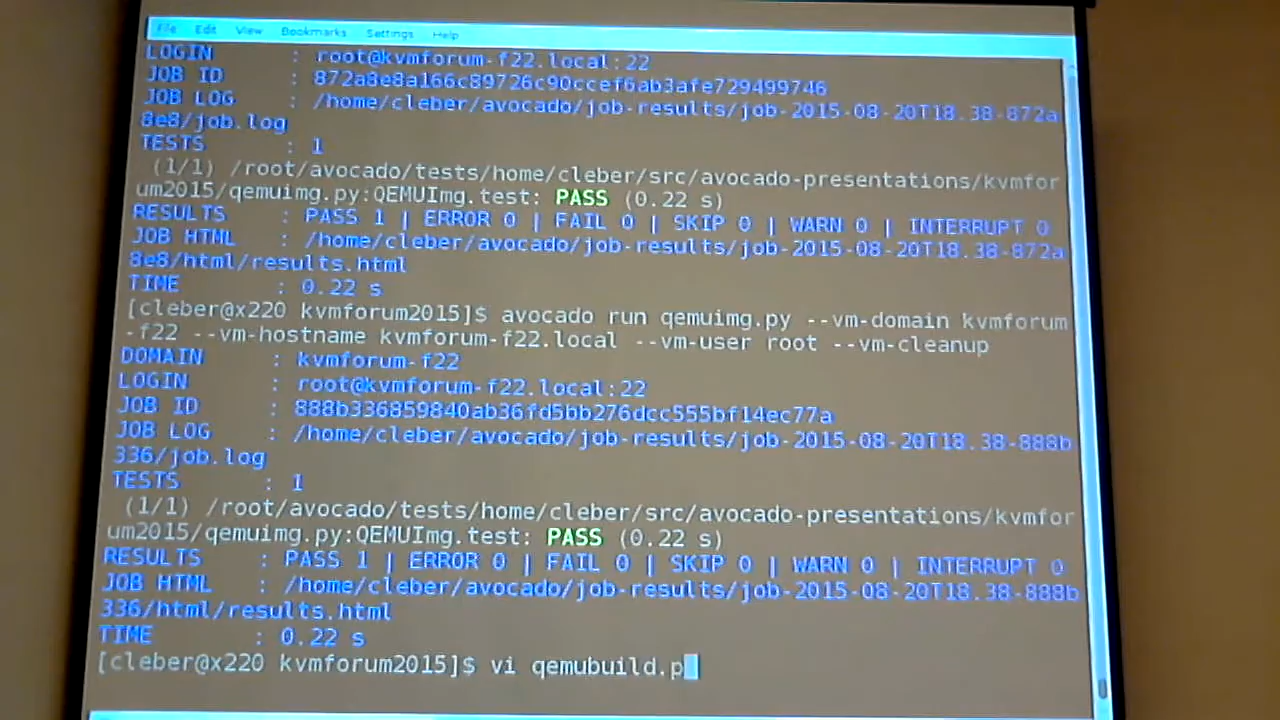 File Edit View Bookmarks Settings Help
LOGIN : root@kvmforum-f22.local:22
JOB ID : 872a8e8a166c89726c90ccef6ab3afe729499746
JOB LOG : /home/cleber/avocado/job-results/job-2015-08-20T18.38-872a
8e8/job.log
TESTS : 1
(1/1) /root/avocado/tests/home/cleber/src/avocado-presentations/kvmfor
um2015/qemuimg.py:QEMUImg.test: PASS (0.22 s)
RESULTS : PASS 1 | ERROR 0 | FAIL 0 | SKIP 0 | WARN 0 | INTERRUPT 0
JOB HTML : /home/cleber/avocado/job-results/job-2015-08-20T18.38-872a
8e8/html/results.html
TIME : 0.22 s
[cleber@x220 kvmforum2015]$ avocado run qemuimg.py --vm-domain kvmforum
-f22 --vm-hostname kvmforum-f22.local --vm-user root --vm-cleanup
DOMAIN : kvmforum-f22
LOGIN : root@kvmforum-f22.local:22
JOB ID : 888b336859840ab36fd5bb276dcc555bf14ec77a
JOB LOG : /home/cleber/avocado/job-results/job-2015-08-20T18.38-888b
336/job.log
TESTS : 1
(1/1) /root/avocado/tests/home/cleber/src/avocado-presentations/kvmfor
um2015/qemuimg.py:QEMUImg.test: PASS (0.22 s)
RESULTS : PASS 1 | ERROR 0 | FAIL 0 | SKIP 0 | WARN 0 | INTERRUPT 0
JOB HTML : /home/cleber/avocado/job-results/job-2015-08-20T18.38-888b
336/html/results.html
TIME : 0.22 s
[cleber@x220 kvmforum2015]$ vi qemubuild.p